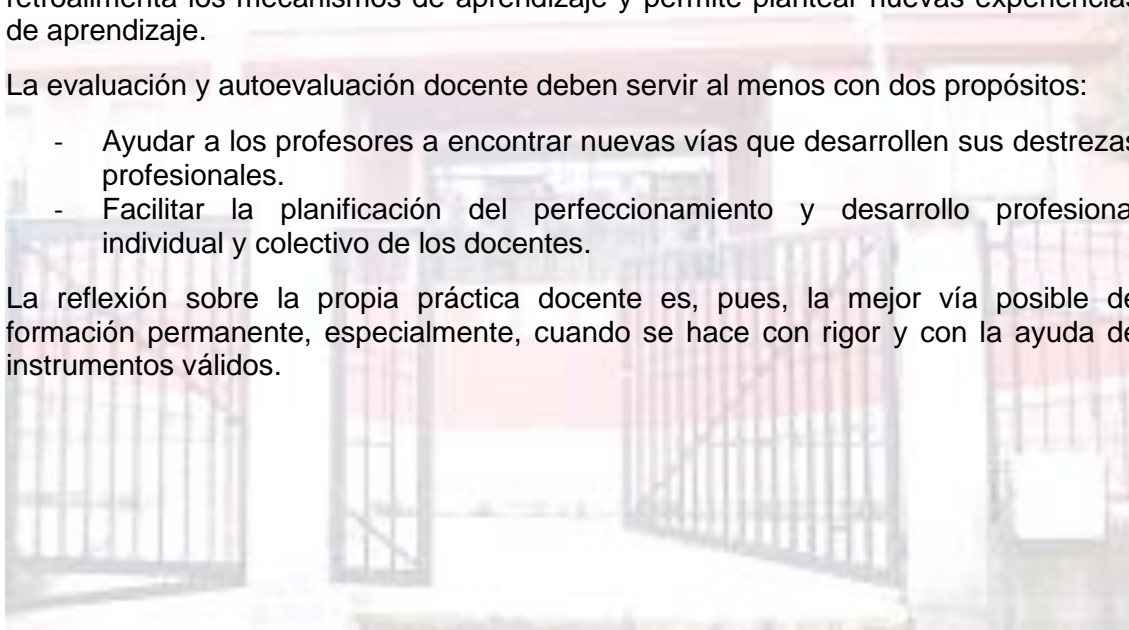 retroalimenta los mecanismos de aprendizaje y permite plantear nuevas experiencias
de aprendizaje.
La evaluación y autoevaluación docente deben servir al menos con dos propósitos:
- Ayudar a los profesores a encontrar nuevas vías que desarrollen sus destrezas
profesionales.
- Facilitar la planificación del perfeccionamiento y desarrollo profesional
individual y colectivo de los docentes.
La reflexión sobre la propia práctica docente es, pues, la mejor vía posible de
formación permanente, especialmente, cuando se hace con rigor y con la ayuda de
instrumentos válidos.